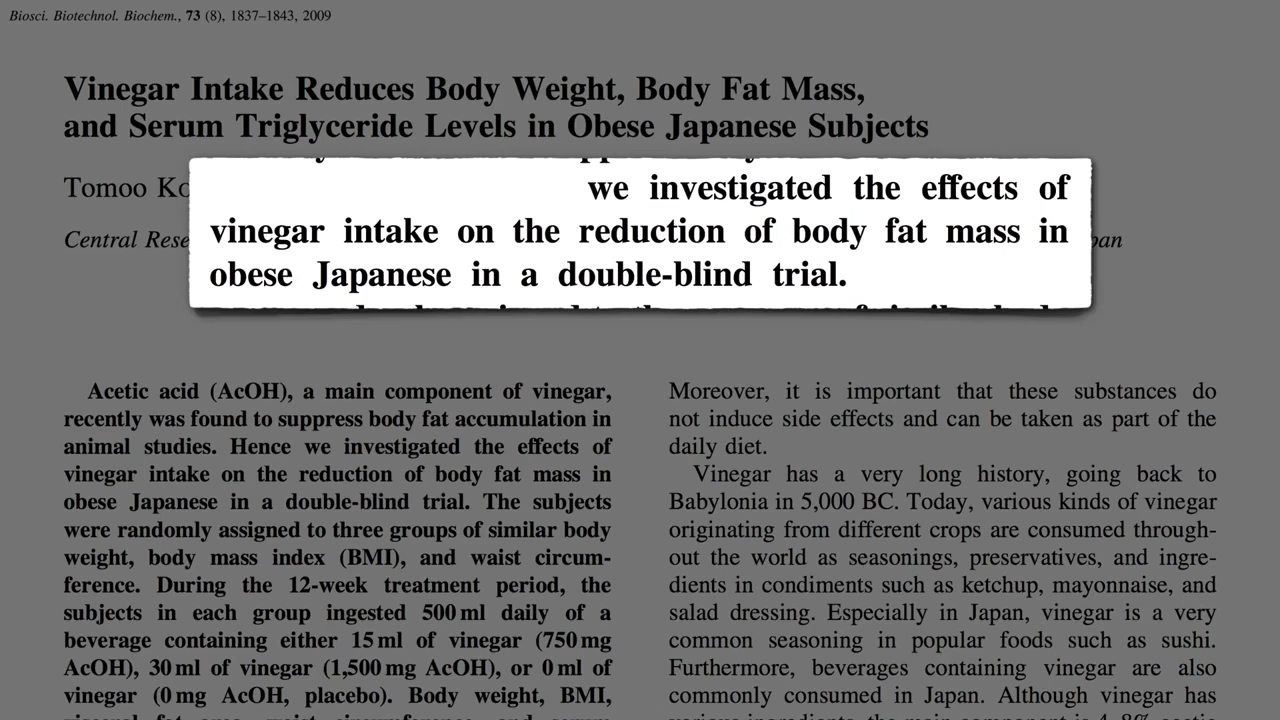 Biosci. Biotechnol. Biochem., 73 (8), 1837–1843, 2009
Vinegar Intake Reduces Body Weight, Body Fat Mass,
and Serum Triglyceride Levels in Obese Japanese Subjects
Tomoo
Central
we investigated the effects of
vinegar intake on the reduction of body fat mass in
obese Japanese in a double-blind trial.
Acetic acid (AcOH), a main component of vinegar,
recently was found to suppress body fat accumulation in
animal studies. Hence we investigated the effects of
vinegar intake on the reduction of body fat mass in
obese Japanese in a double-blind trial. The subjects
were randomly assigned to three groups of similar body
weight, body mass index (BMI), and waist circum-
ference. During the 12-week treatment period, the
subjects in each group ingested 500 ml daily of a
beverage containing either 15 ml of vinegar (750 mg
AcOH), 30 ml of vinegar (1,500 mg AcOH), or 0 ml of
vinegar (0 mg AcOH, placebo). Body weight, BMI,
Moreover, it is important that these substances do
not induce side effects and can be taken as part of the
daily diet.
Vinegar has a very long history, going back to
Babylonia in 5,000 BC. Today, various kinds of vinegar
originating from different crops are consumed through-
out the world as seasonings, preservatives, and ingre-
dients in condiments such as ketchup, mayonnaise, and
salad dressing. Especially in Japan, vinegar is a very
common seasoning in popular foods such as sushi.
Furthermore, beverages containing vinegar are also
commonly consumed in Japan. Although vinegar has